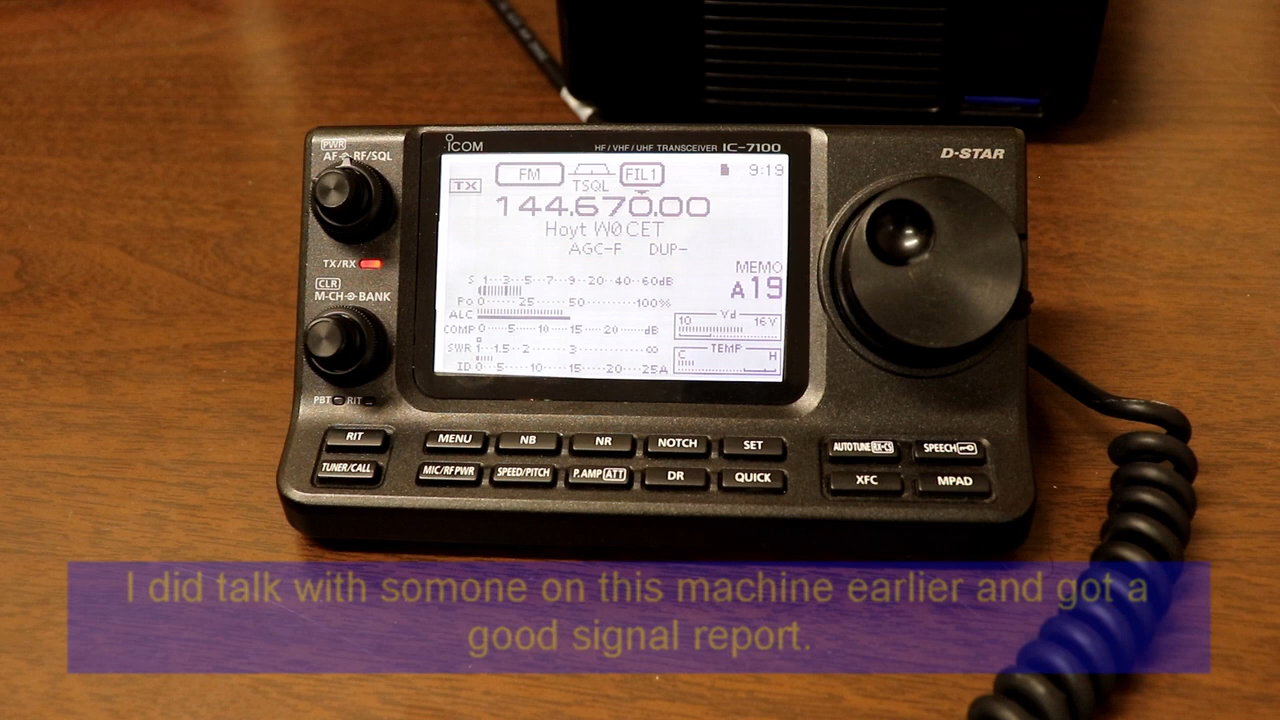 ICOM
HF/VHF/UHF TRANSCEIVER IC-7100
D-STAR
PWR
AF RF/SQL
TX/RX
CLR
M-CH BANK
PBT RIT
TX
FM
TSQL
FIL1
9:19
144.670.00
Hoyt W0CET
AGC-F DUP-
MEMO
A19
S 1 3 5 7 9 20 40 60dB
Po 0 25 50 100%
ALC
COMP 0 5 10 15 20 dB
SWR 1 1.5 2 3 ∞
ID 0 5 10 15 20 25A
Vd
10 16V
TEMP
C H
RIT
MENU
NB
NR
NOTCH
SET
AUTOTUNE RX-CS
SPEECH
TUNER/CALL
MIC/RF PWR
SPEED/PITCH
P.AMP ATT
DR
QUICK
XFC
MPAD
I did talk with somone on this machine earlier and got a
good signal report.